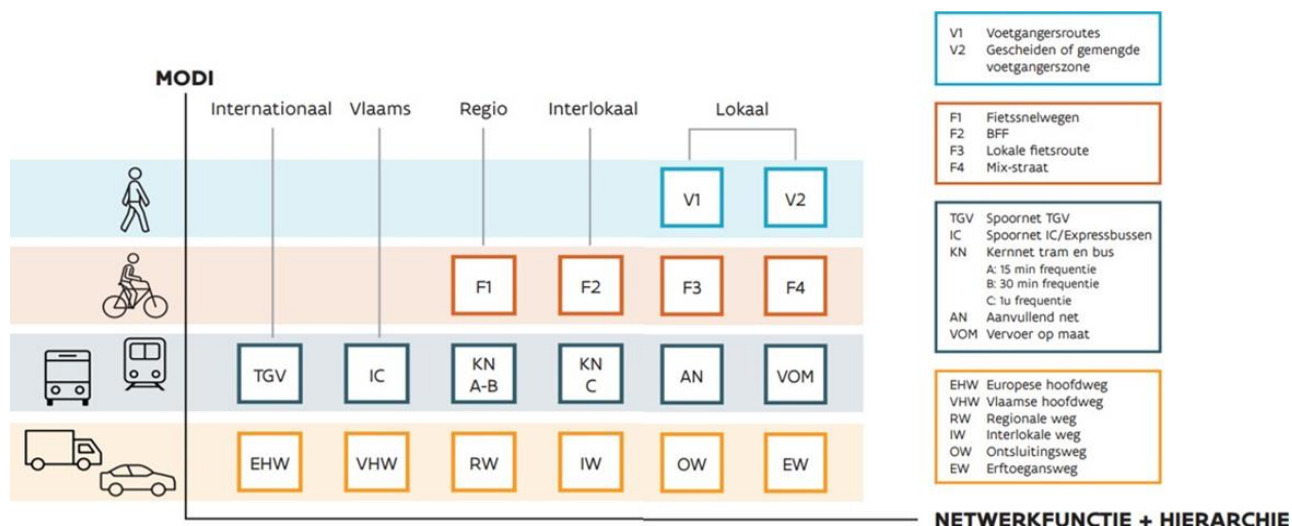 MODI
Internationaal Vlaams Regio Interlokaal Lokaal
V1 V2
F1 F2 F3 F4
TGV IC KN A-B KN C AN VOM
EHW VHW RW IW OW EW
NETWERKFUNCTIE + HIERARCHIE
V1 Voetgangersroutes
V2 Gescheiden of gemengde
voetgangerszone
F1 Fietssnelwegen
F2 BFF
F3 Lokale fietsroute
F4 Mix-straat
TGV Spoornet TGV
IC Spoornet IC/Expressbussen
KN Kernnet tram en bus
A: 15 min frequentie
B: 30 min frequentie
C: 1u frequentie
AN Aanvullend net
VOM Vervoer op maat
EHW Europese hoofdweg
VHW Vlaamse hoofdweg
RW Regionale weg
IW Interlokale weg
OW Ontsluitingsweg
EW Erftoegansweg